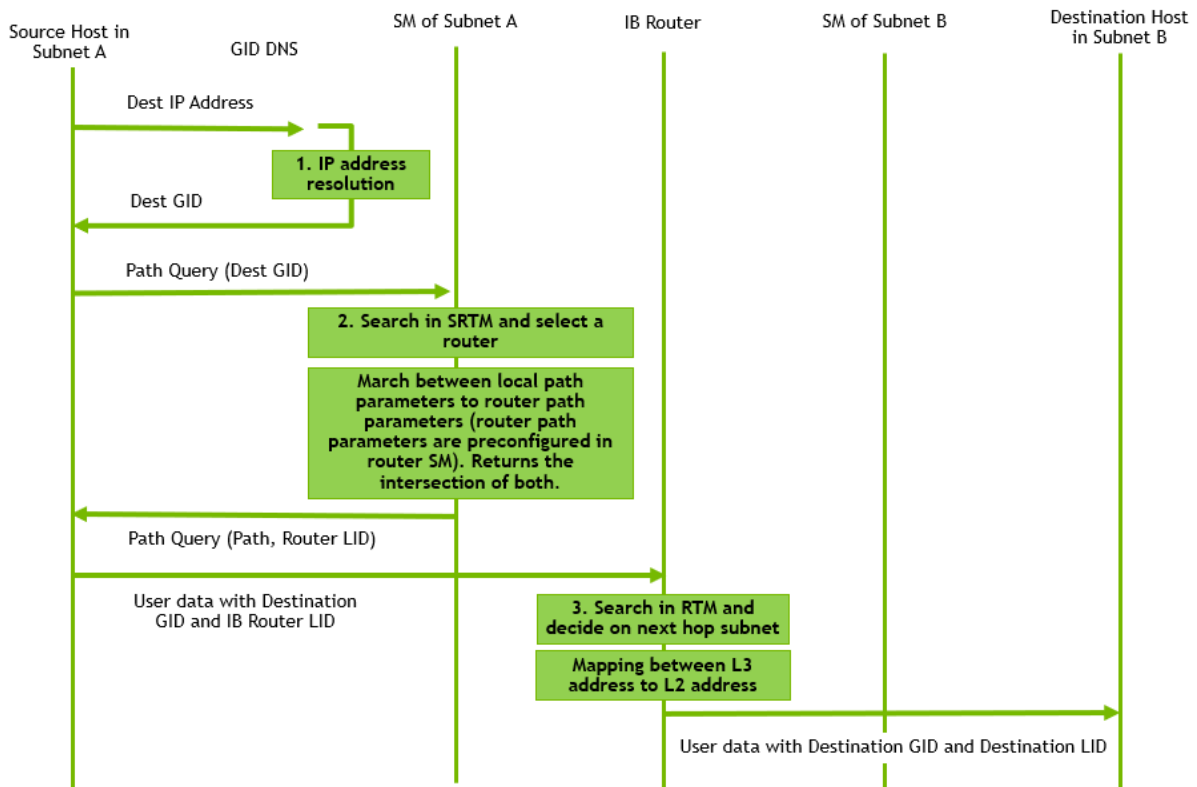 Source Host in
Subnet A
GID DNS
SM of Subnet A
IB Router
SM of Subnet B
Destination Host
in Subnet B
Dest IP Address
1. IP address
resolution
Dest GID
Path Query (Dest GID)
2. Search in SRTM and select a
router
March between local path
parameters to router path
parameters (router path
parameters are preconfigured in
router SM). Returns the
intersection of both.
Path Query (Path, Router LID)
User data with Destination
GID and IB Router LID
3. Search in RTM and
decide on next hop subnet
Mapping between L3
address to L2 address
User data with Destination GID and Destination LID